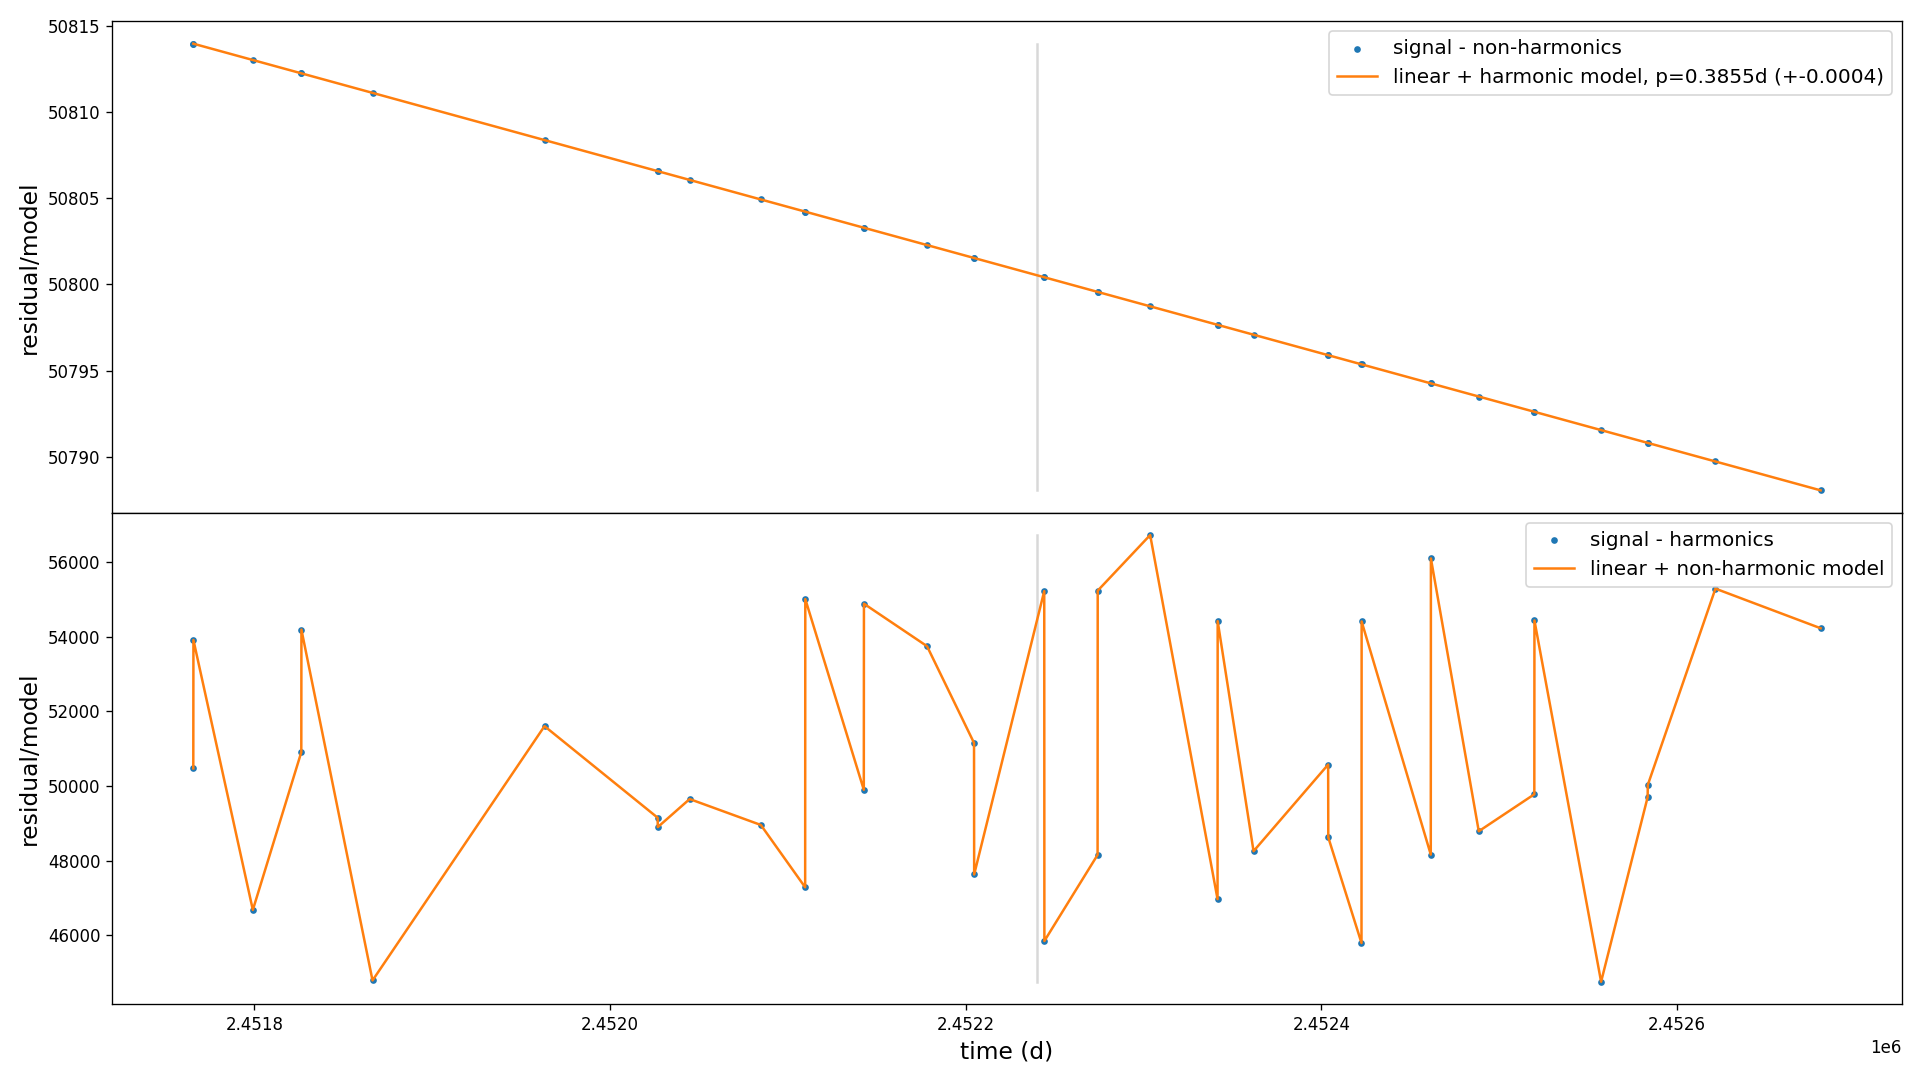 50815
50810
50805
50800
50795
50790
residual/model
signal - non-harmonics
linear + harmonic model, p=0.3855d (+-0.0004)
56000
54000
52000
50000
48000
46000
residual/model
signal - harmonics
linear + non-harmonic model
2.4518
2.4520
2.4522
2.4524
2.4526
1e6
time (d)